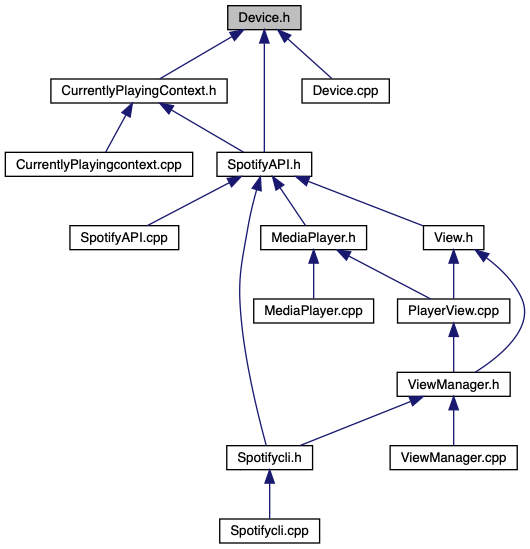 Device.h
CurrentlyPlayingContext.h
Device.cpp
CurrentlyPlayingcontext.cpp
SpotifyAPI.h
SpotifyAPI.cpp
MediaPlayer.h
View.h
MediaPlayer.cpp
PlayerView.cpp
ViewManager.h
Spotifycli.h
ViewManager.cpp
Spotifycli.cpp